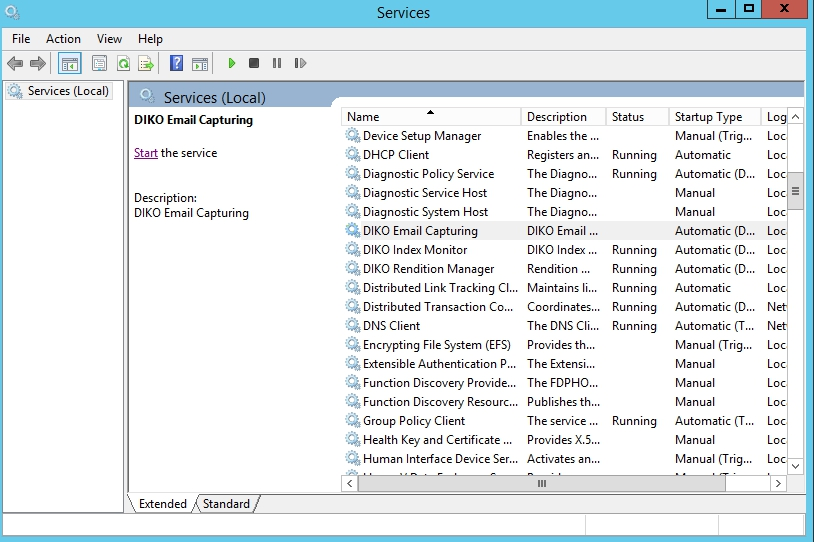 Services
File Action View Help
Services (Local)
Services (Local)
DIKO Email Capturing
Start the service
Description:
DIKO Email Capturing
Name Description Status Startup Type Log
Device Setup Manager Enables the ... Manual (Trig... Loc
DHCP Client Registers an... Running Automatic Loc
Diagnostic Policy Service The Diagno... Running Automatic (D... Loc
Diagnostic Service Host The Diagno... Manual Loc
Diagnostic System Host The Diagno... Manual Loc
DIKO Email Capturing DIKO Email ... Automatic (D... Loc
DIKO Index Monitor DIKO Index ... Running Automatic (D... Loc
DIKO Rendition Manager Rendition ... Running Automatic (D... Loc
Distributed Link Tracking Cl... Maintains li... Running Automatic Loc
Distributed Transaction Co... Coordinates... Running Automatic (D... Net
DNS Client The DNS Cli... Running Automatic (T... Net
Encrypting File System (EFS) Provides th... Manual (Trig... Loc
Extensible Authentication P... The Extensi... Manual Loc
Function Discovery Provide... The FDPHO... Manual Loc
Function Discovery Resourc... Publishes th... Manual Loc
Group Policy Client The service ... Running Automatic (T... Loc
Health Key and Certificate ... Provides X.5... Manual Loc
Human Interface Device Ser... Activates an... Manual (Trig... Loc
Extended Standard